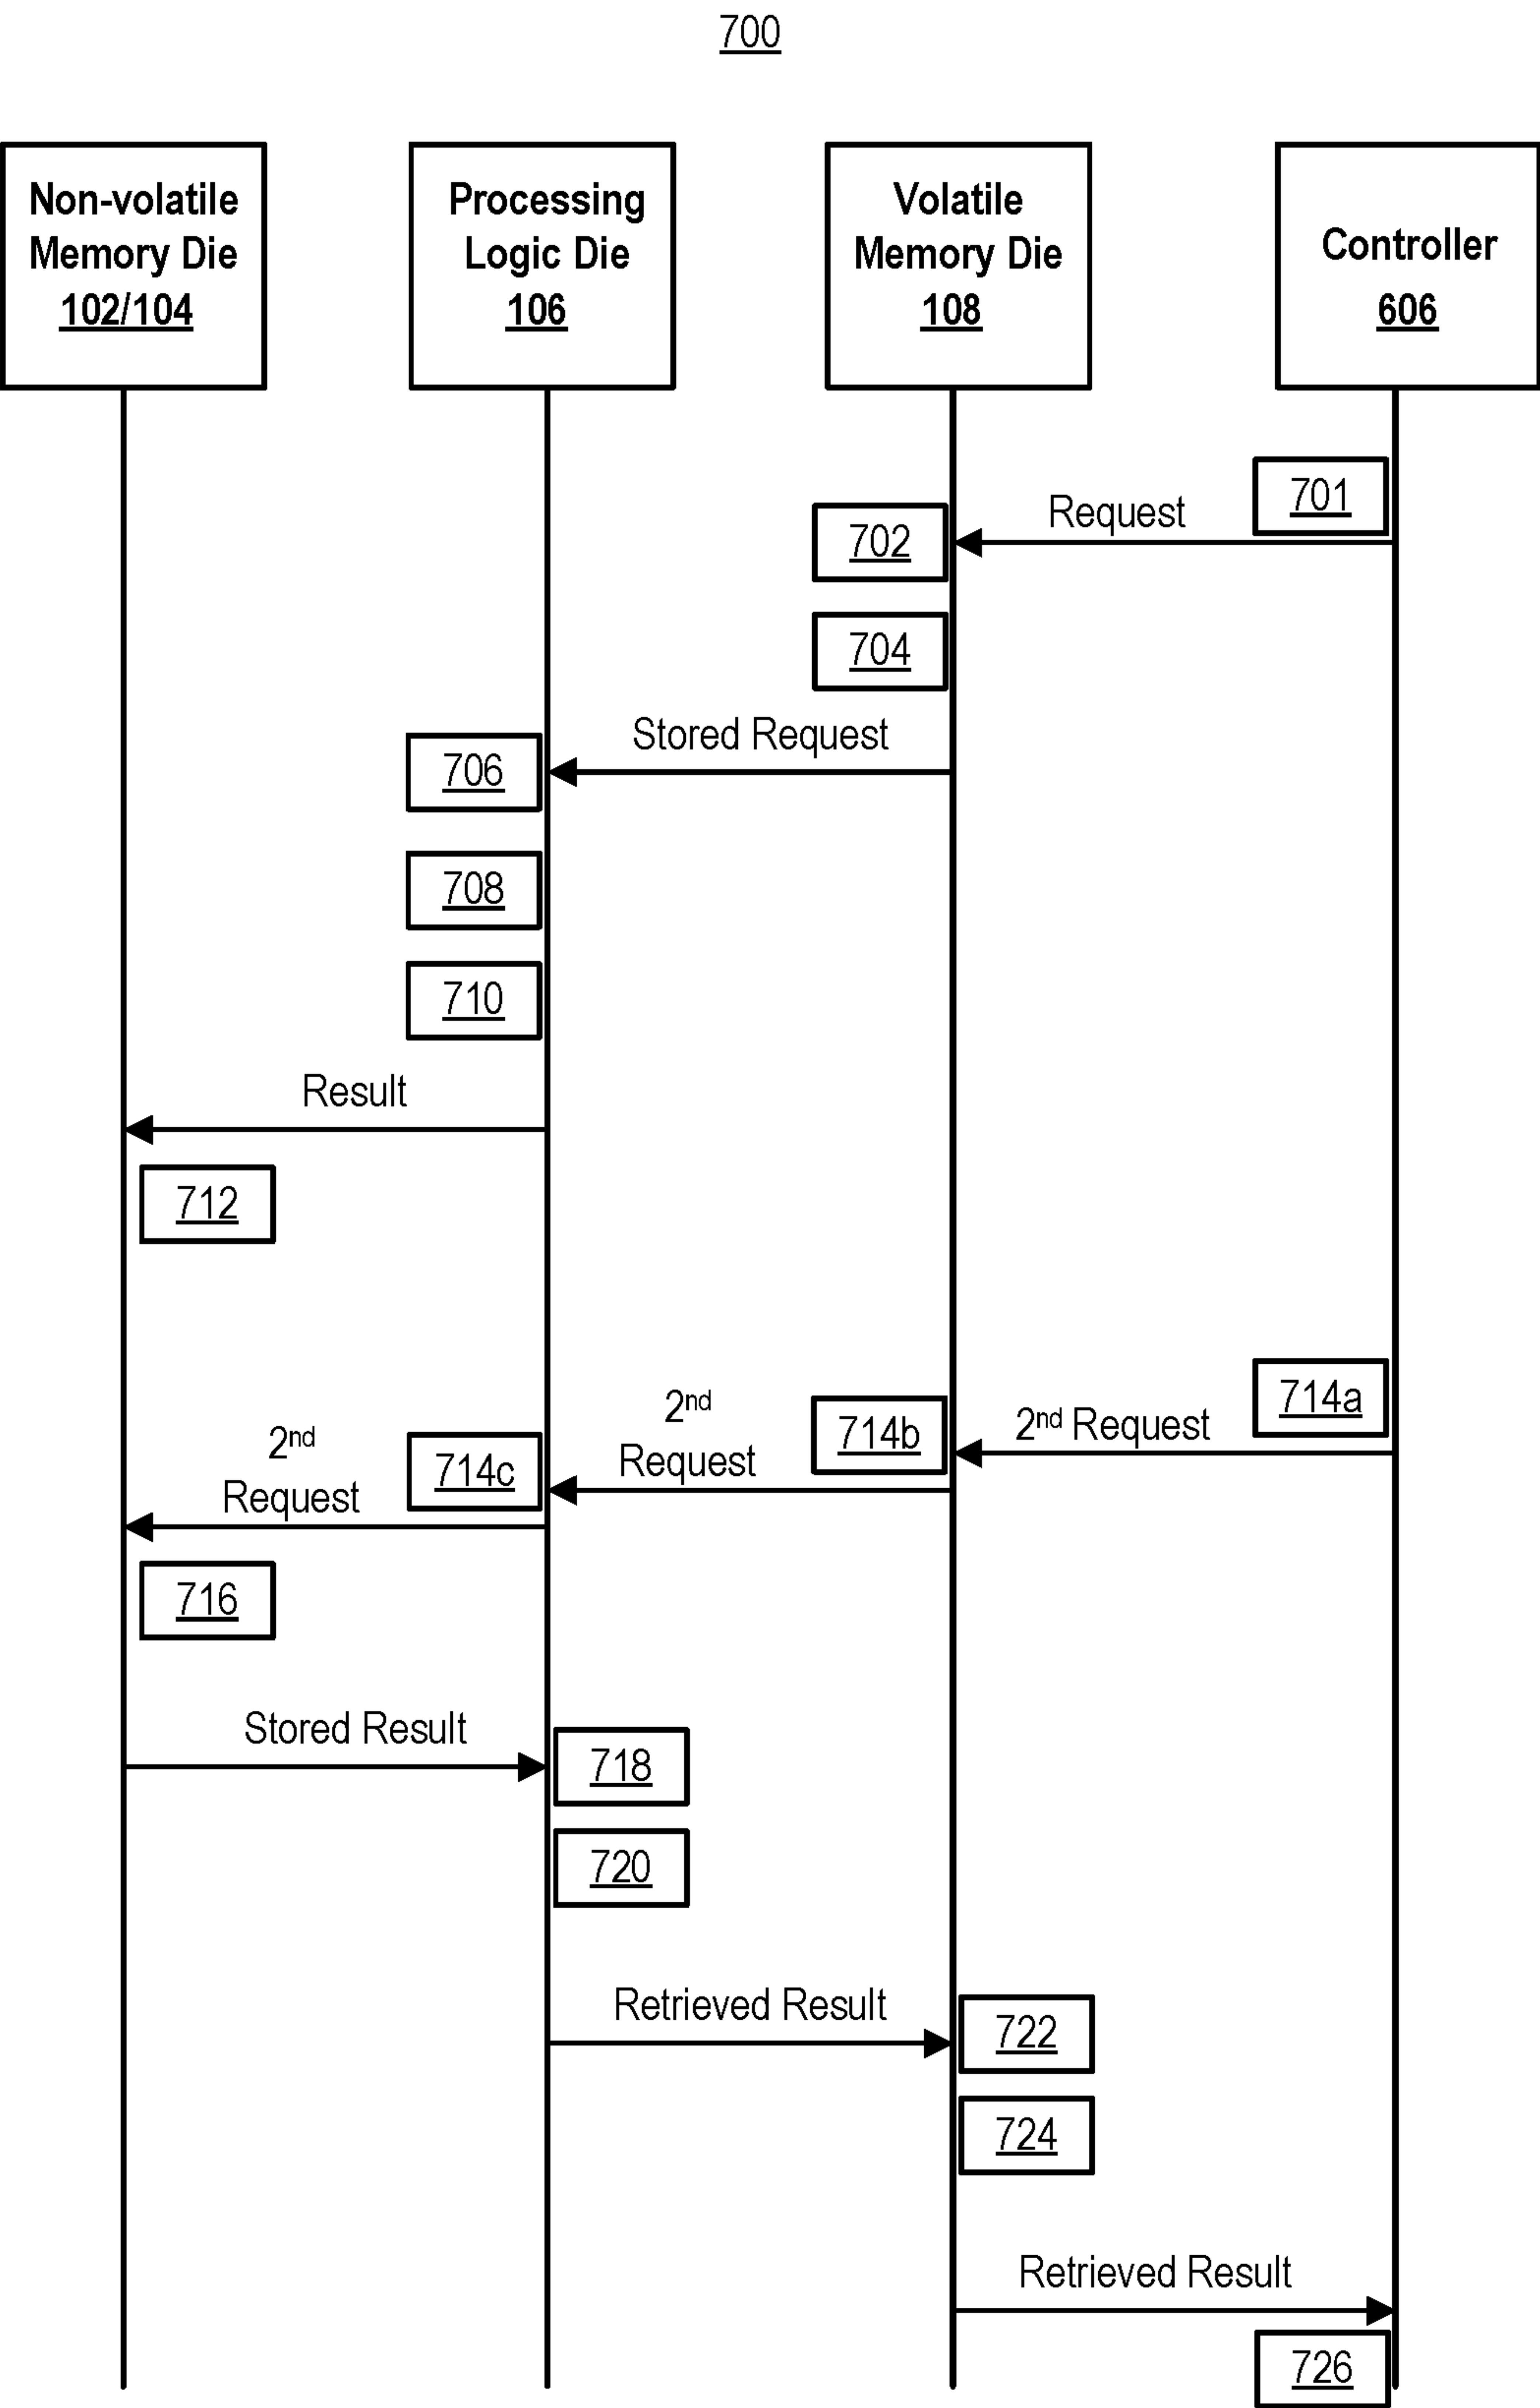 700
Non-volatile
Memory Die
102/104
Processing
Logic Die
106
Volatile
Memory Die
108
Controller
606
701
Request
702
704
Stored Request
706
708
710
Result
712
714a
2nd Request
714b
2nd
Request
714c
2nd
Request
716
Stored Result
718
720
Retrieved Result
722
724
Retrieved Result
726